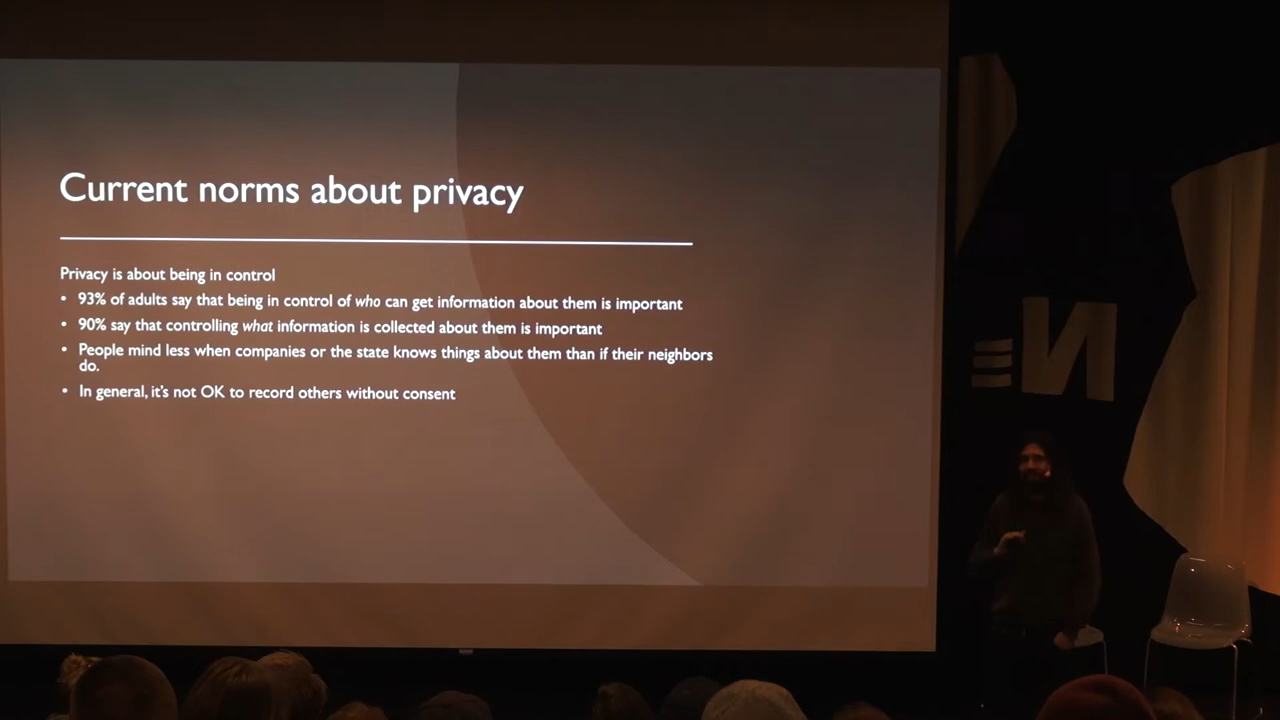 Current norms about privacy
Privacy is about being in control
• 93% of adults say that being in control of who can get information about them is important
• 90% say that controlling what information is collected about them is important
• People mind less when companies or the state knows things about them than if their neighbors
do.
• In general, it's not OK to record others without consent